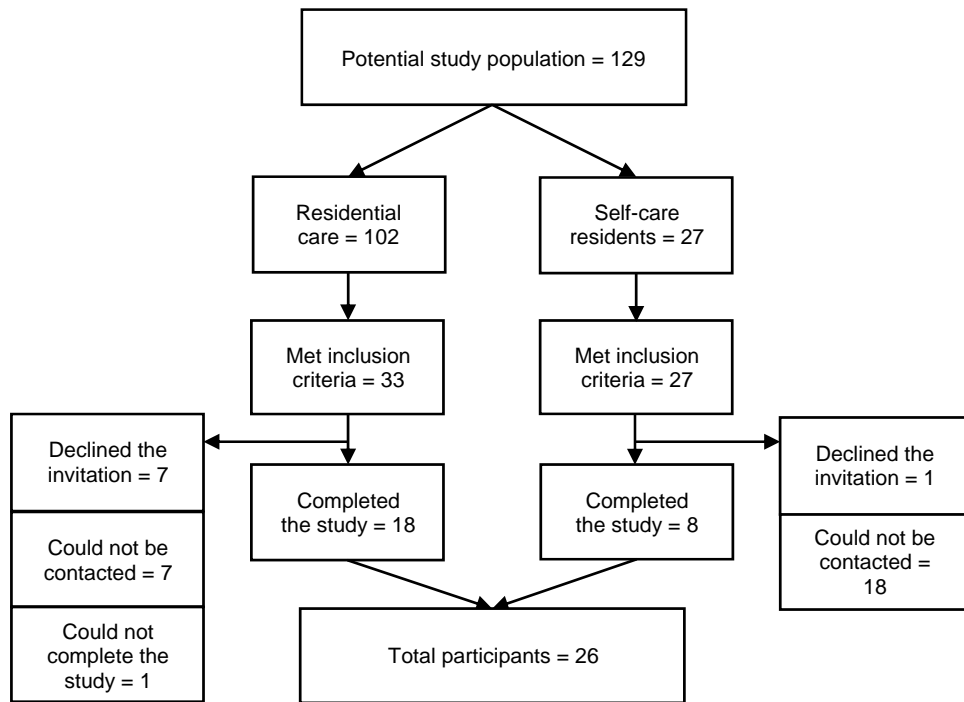 Potential study population = 129
Residential
care = 102
Self-care
residents = 27
Met inclusion
criteria = 33
Met inclusion
criteria = 27
Declined the
invitation = 7
Could not be
contacted = 7
Could not
complete the
study = 1
Completed
the study = 18
Completed
the study = 8
Declined the
invitation = 1
Could not be
contacted =
18
Total participants = 26